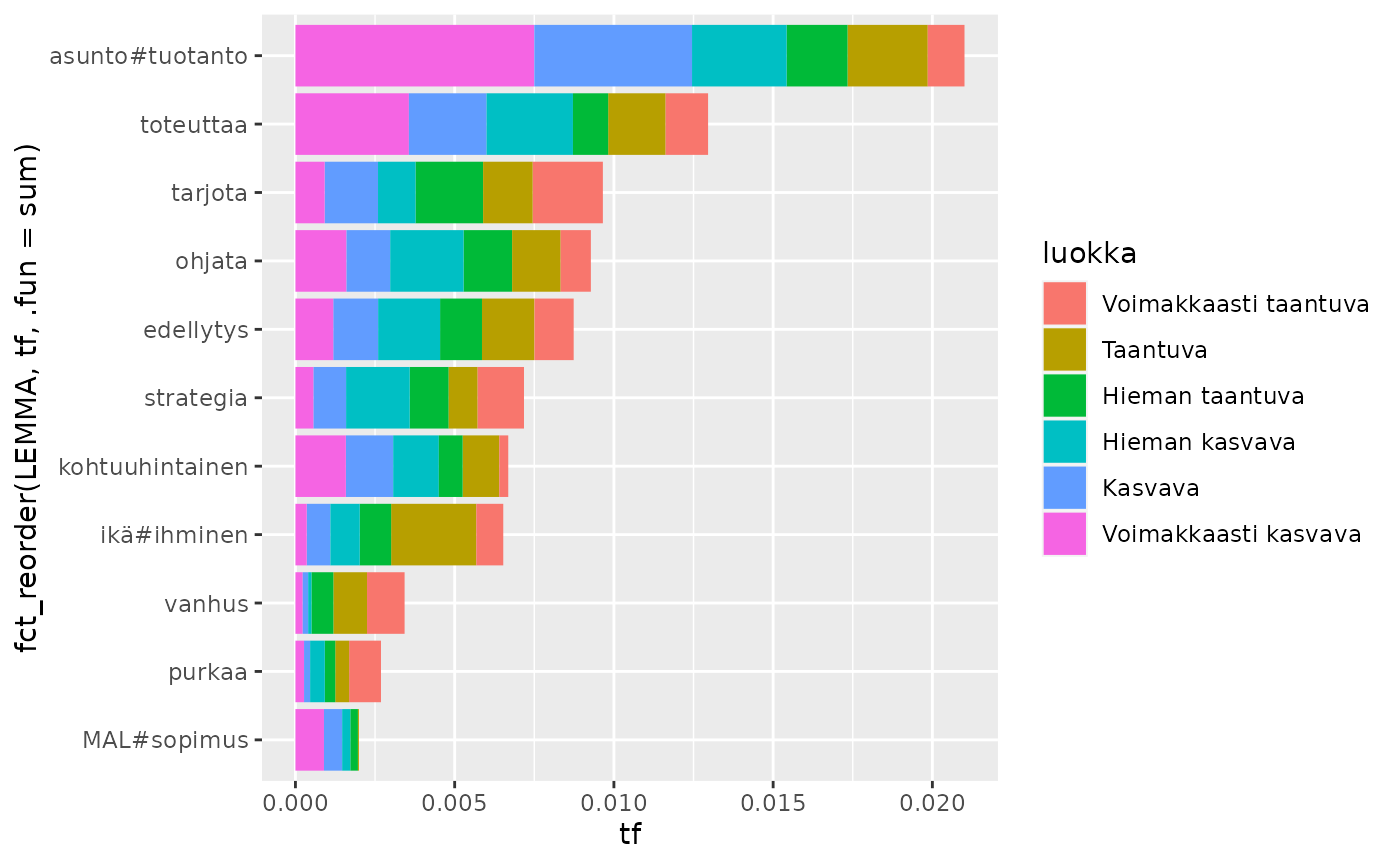 fct_reorder(LEMMA, tf, .fun = sum)
asunto#tuotanto
toteuttaa
tarjota
ohjata
edellytys
strategia
kohtuuhintainen
ikä#ihminen
vanhus
purkaa
MAL#sopimus
0.000 0.005 0.010 0.015 0.020
tf
luokka
Voimakkaasti taantuva
Taantuva
Hieman taantuva
Hieman kasvava
Kasvava
Voimakkaasti kasvava